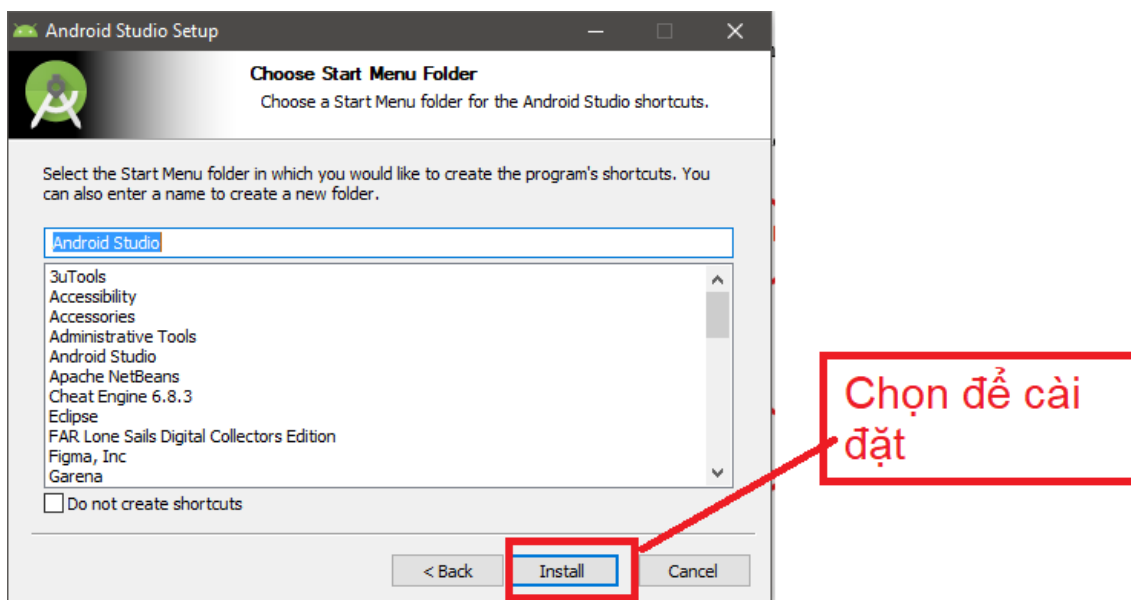 Android Studio Setup
Choose Start Menu Folder
Choose a Start Menu folder for the Android Studio shortcuts.
Select the Start Menu folder in which you would like to create the program's shortcuts. You
can also enter a name to create a new folder.
Android Studio
3uTools
Accessibility
Accessories
Administrative Tools
Android Studio
Apache NetBeans
Cheat Engine 6.8.3
Eclipse
FAR Lone Sails Digital Collectors Edition
Figma, Inc
Garena
Do not create shortcuts
< Back
Install
Cancel
Chọn để cài
đặt